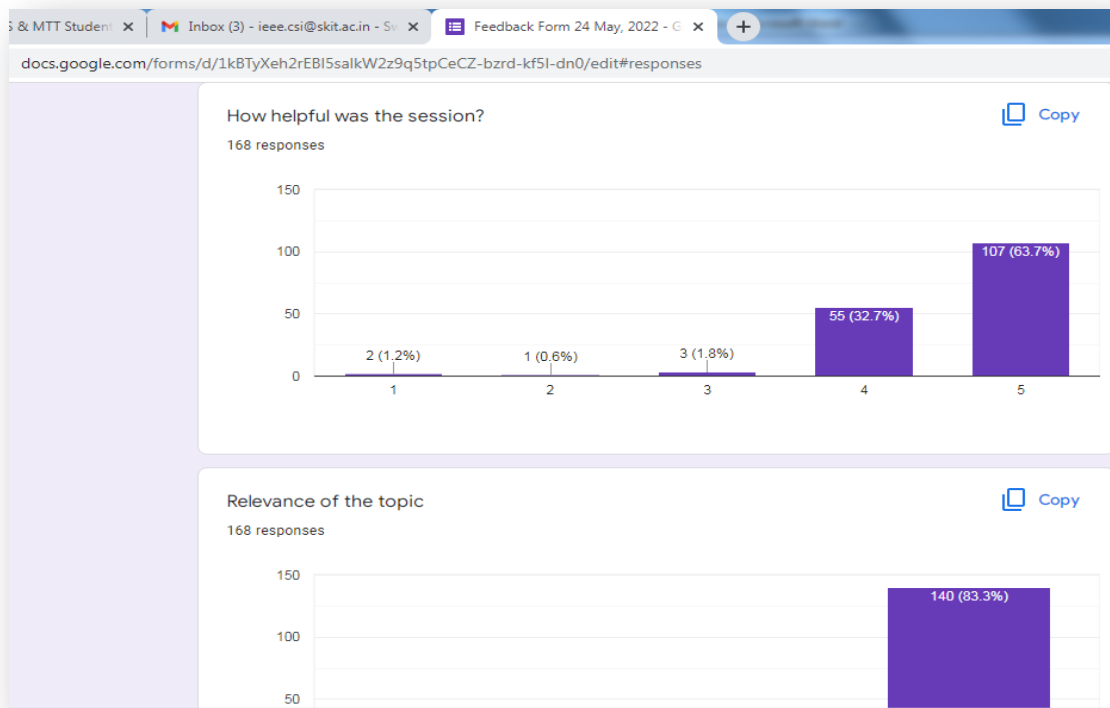 S & MTT Student
Inbox (3) - ieee.csi@skit.ac.in - Sw
Feedback Form 24 May, 2022 - G
docs.google.com/forms/d/1kBTyXeh2rEBI5salkW2z9q5tpCeCZ-bzrd-kf5I-dn0/edit#responses
How helpful was the session?
Copy
168 responses
150
100
50
0
107 (63.7%)
55 (32.7%)
2 (1.2%)
1 (0.6%)
3 (1.8%)
1 2 3 4 5
Relevance of the topic
Copy
168 responses
150
100
50
140 (83.3%)